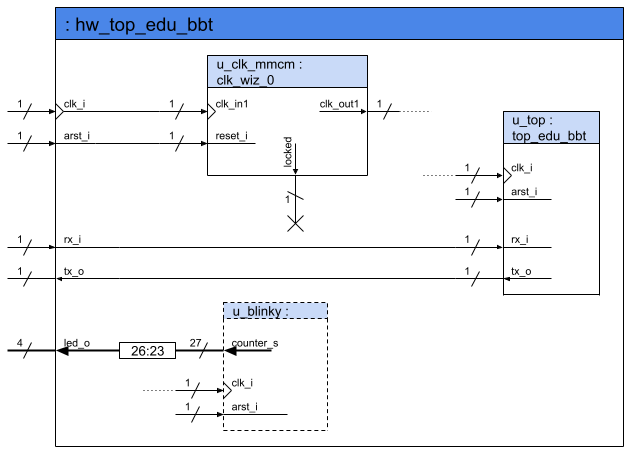 : hw_top_edu_bbt
u_clk_mmcm :
clk_wiz_0
1
clk_i
1
clk_in1
clk_out1
1
1
arst_i
1
reset_i
locked
1
u_top :
top_edu_bbt
1
clk_i
1
arst_i
1
rx_i
1
rx_i
1
tx_o
1
tx_o
u_blinky :
4
led_o
26:23
27
counter_s
1
clk_i
1
arst_i